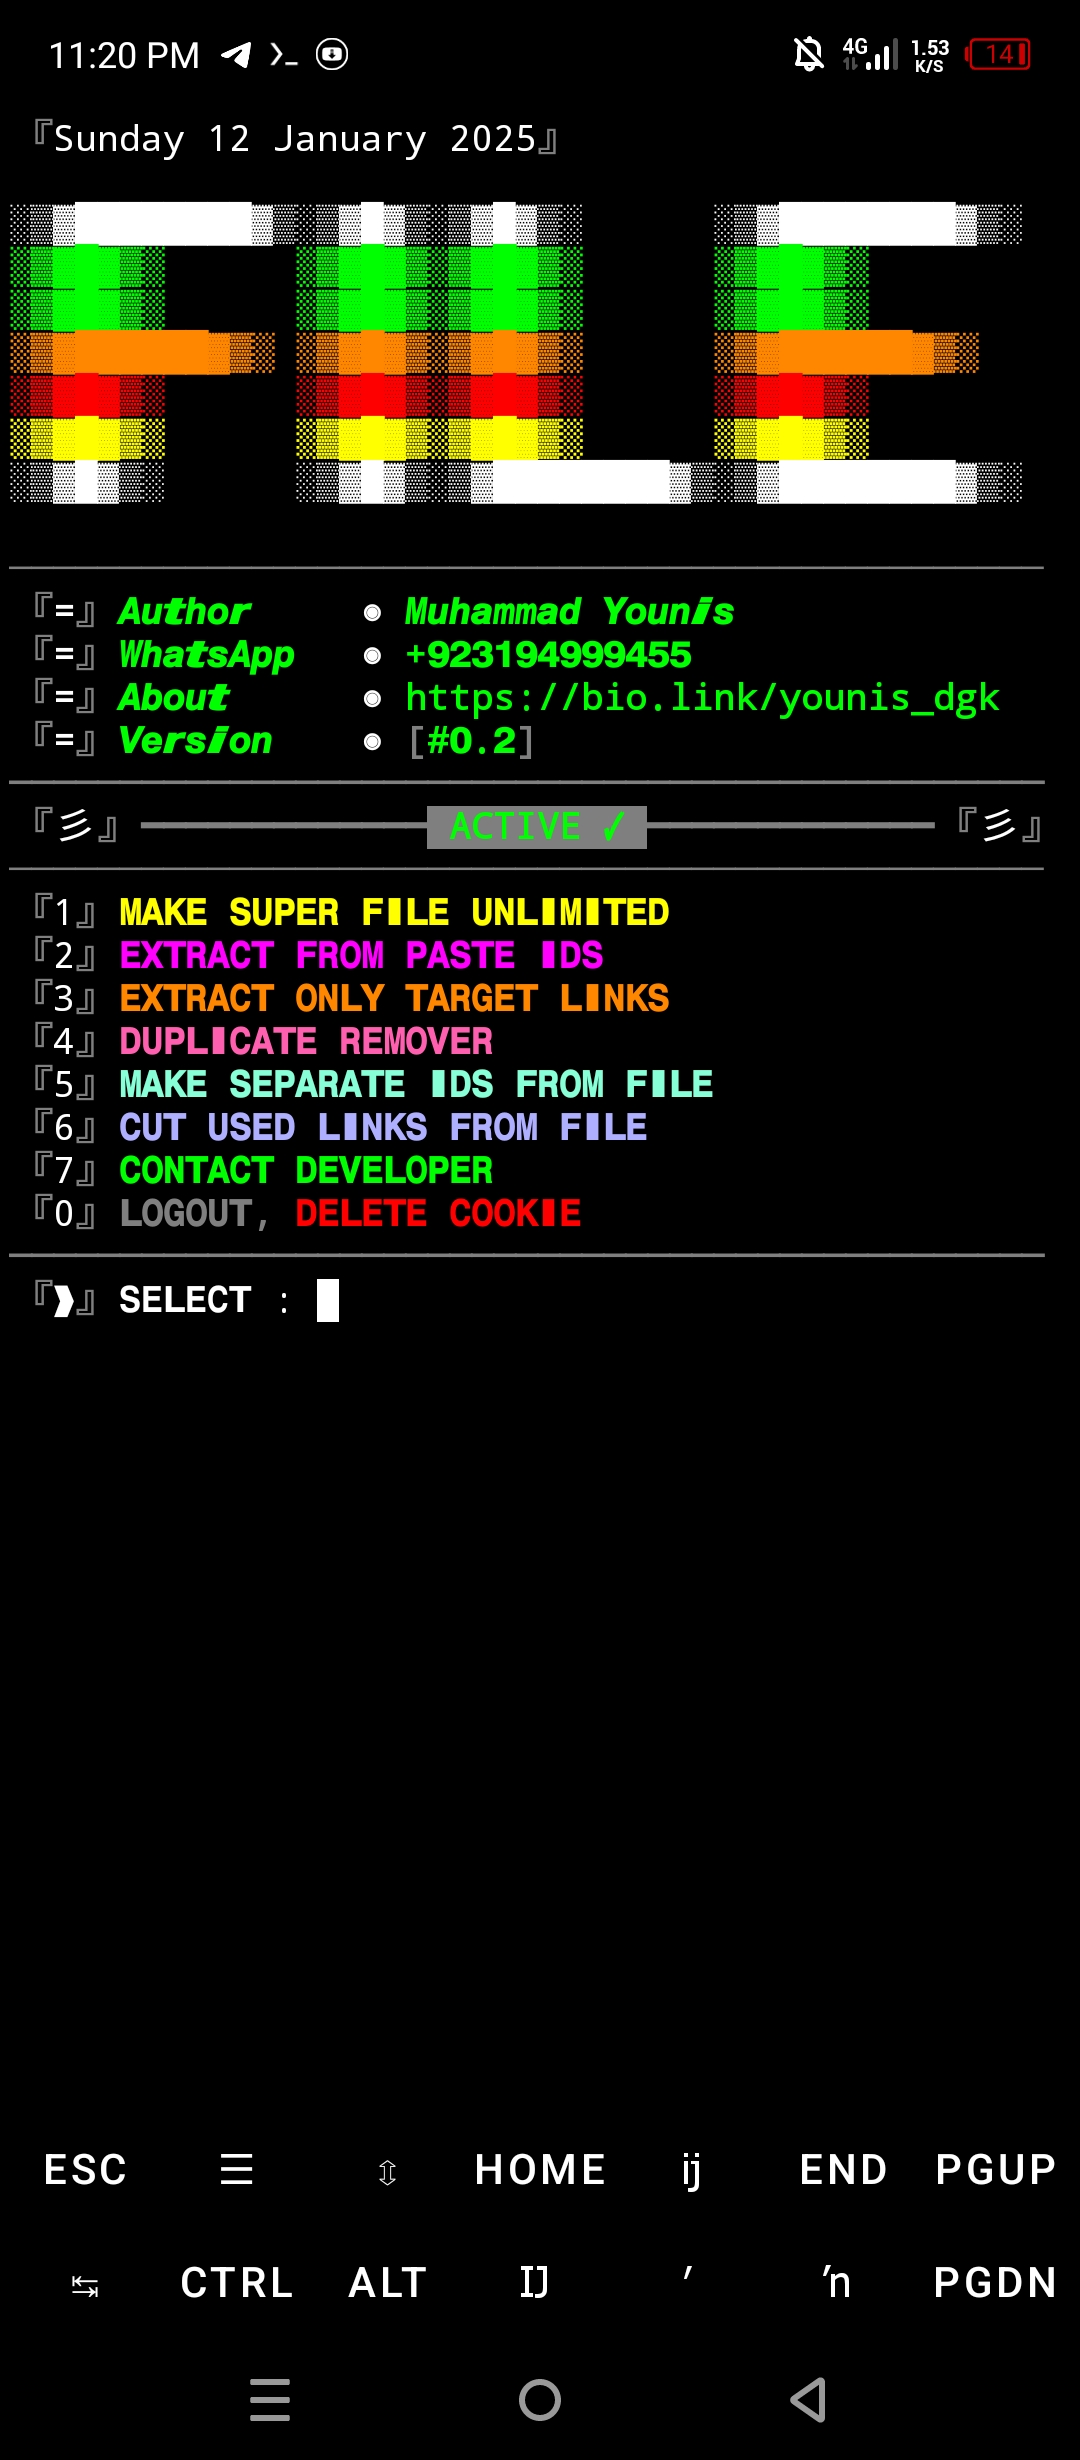 11:20 PM 4G 1.53 K/S 14
『Sunday 12 January 2025』
FILE
『=』 Author ◉ Muhammad Younis
『=』 WhatsApp ◉ +923194999455
『=』 About ◉ https://bio.link/younis_dgk
『=』 Version ◉ [#0.2]
『彡』 ACTIVE ✓ 『彡』
『1』 MAKE SUPER FILE UNLIMITED
『2』 EXTRACT FROM PASTE IDS
『3』 EXTRACT ONLY TARGET LINKS
『4』 DUPLICATE REMOVER
『5』 MAKE SEPARATE IDS FROM FILE
『6』 CUT USED LINKS FROM FILE
『7』 CONTACT DEVELOPER
『0』 LOGOUT, DELETE COOKIE
『❫』 SELECT :
ESC ☰ ⇳ HOME ĳ END PGUP
↹ CTRL ALT Ĳ ′ ŉ PGDN